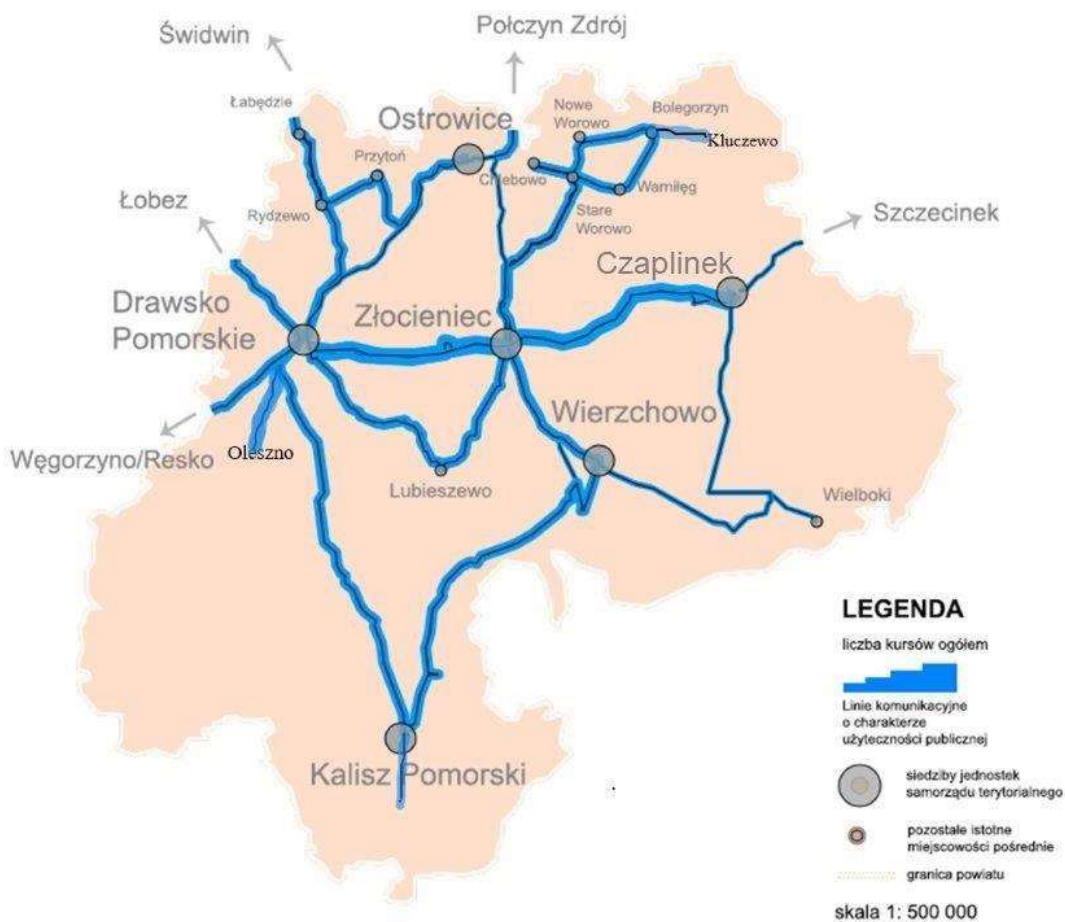 Świdwin
Połczyn Zdrój
Łabędzie
Ostrowice
Nowe
Worowo
Bolegorzyn
Kłuczewo
Przytoń
Chlebowo
Warnilęg
Rydzewo
Stare
Worowo
Łobez
Szczecinek
Czaplinek
Drawsko
Pomorskie
Złocieniec
Wierzchowo
Węgorzyno/Resko
Oleszno
Lubieszewo
Wielboki
Kalisz Pomorski
LEGENDA
liczba kursów ogółem
Linie komunikacyjne
o charakterze
użyteczności publicznej
siedziby jednostek
samorządu terytorialnego
pozostałe istotne
miejscowości pośrednie
granica powiatu
skala 1: 500 000